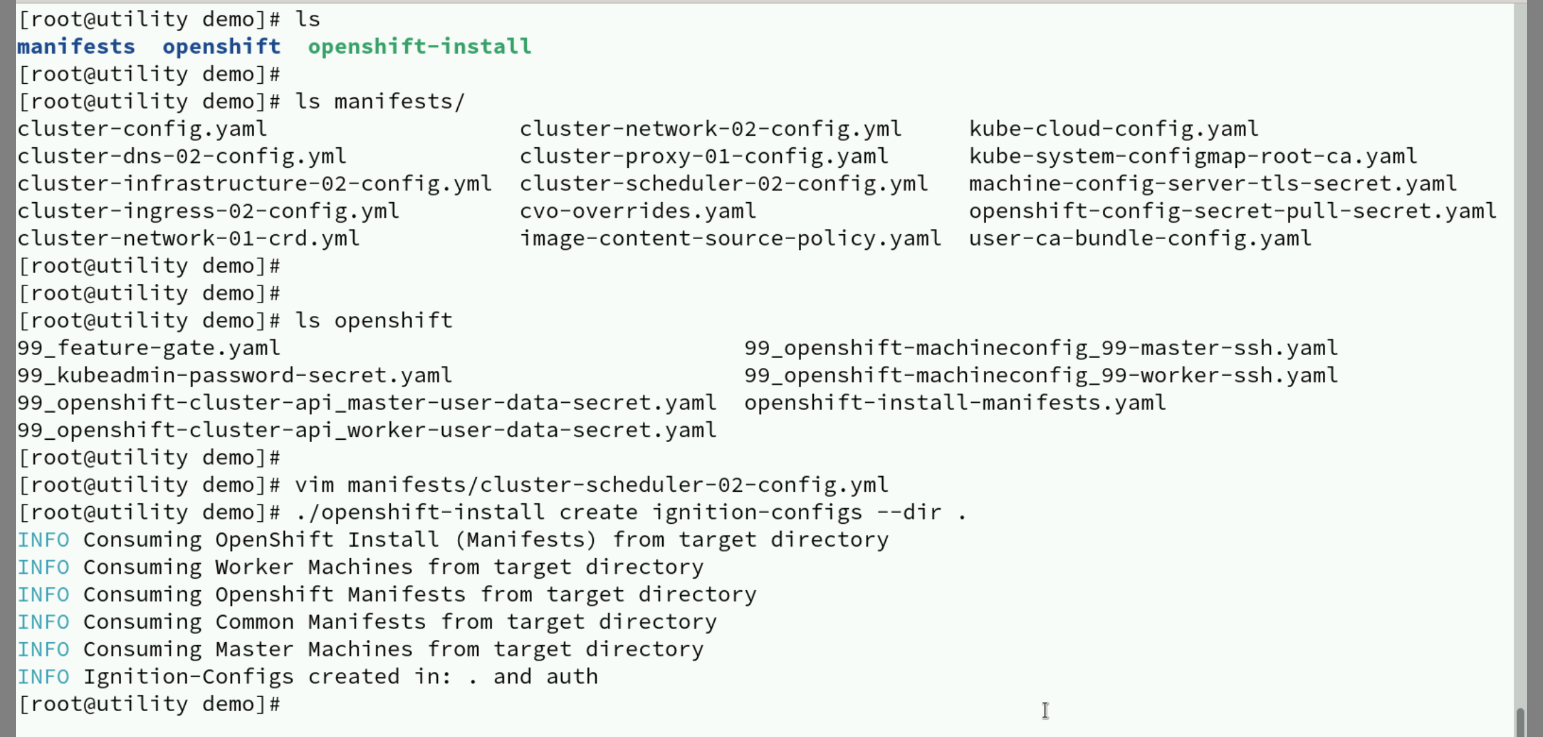 [root@utility demo]# ls
manifests  openshift  openshift-install
[root@utility demo]#
[root@utility demo]# ls manifests/
cluster-config.yaml                   cluster-network-02-config.yml     kube-cloud-config.yaml
cluster-dns-02-config.yml             cluster-proxy-01-config.yaml      kube-system-configmap-root-ca.yaml
cluster-infrastructure-02-config.yml  cluster-scheduler-02-config.yml   machine-config-server-tls-secret.yaml
cluster-ingress-02-config.yml         cvo-overrides.yaml                openshift-config-secret-pull-secret.yaml
cluster-network-01-crd.yml            image-content-source-policy.yaml  user-ca-bundle-config.yaml
[root@utility demo]#
[root@utility demo]#
[root@utility demo]# ls openshift
99_feature-gate.yaml                                   99_openshift-machineconfig_99-master-ssh.yaml
99_kubeadmin-password-secret.yaml                      99_openshift-machineconfig_99-worker-ssh.yaml
99_openshift-cluster-api_master-user-data-secret.yaml  openshift-install-manifests.yaml
99_openshift-cluster-api_worker-user-data-secret.yaml
[root@utility demo]#
[root@utility demo]# vim manifests/cluster-scheduler-02-config.yml
[root@utility demo]# ./openshift-install create ignition-configs --dir .
INFO Consuming OpenShift Install (Manifests) from target directory
INFO Consuming Worker Machines from target directory
INFO Consuming Openshift Manifests from target directory
INFO Consuming Common Manifests from target directory
INFO Consuming Master Machines from target directory
INFO Ignition-Configs created in: . and auth
[root@utility demo]#